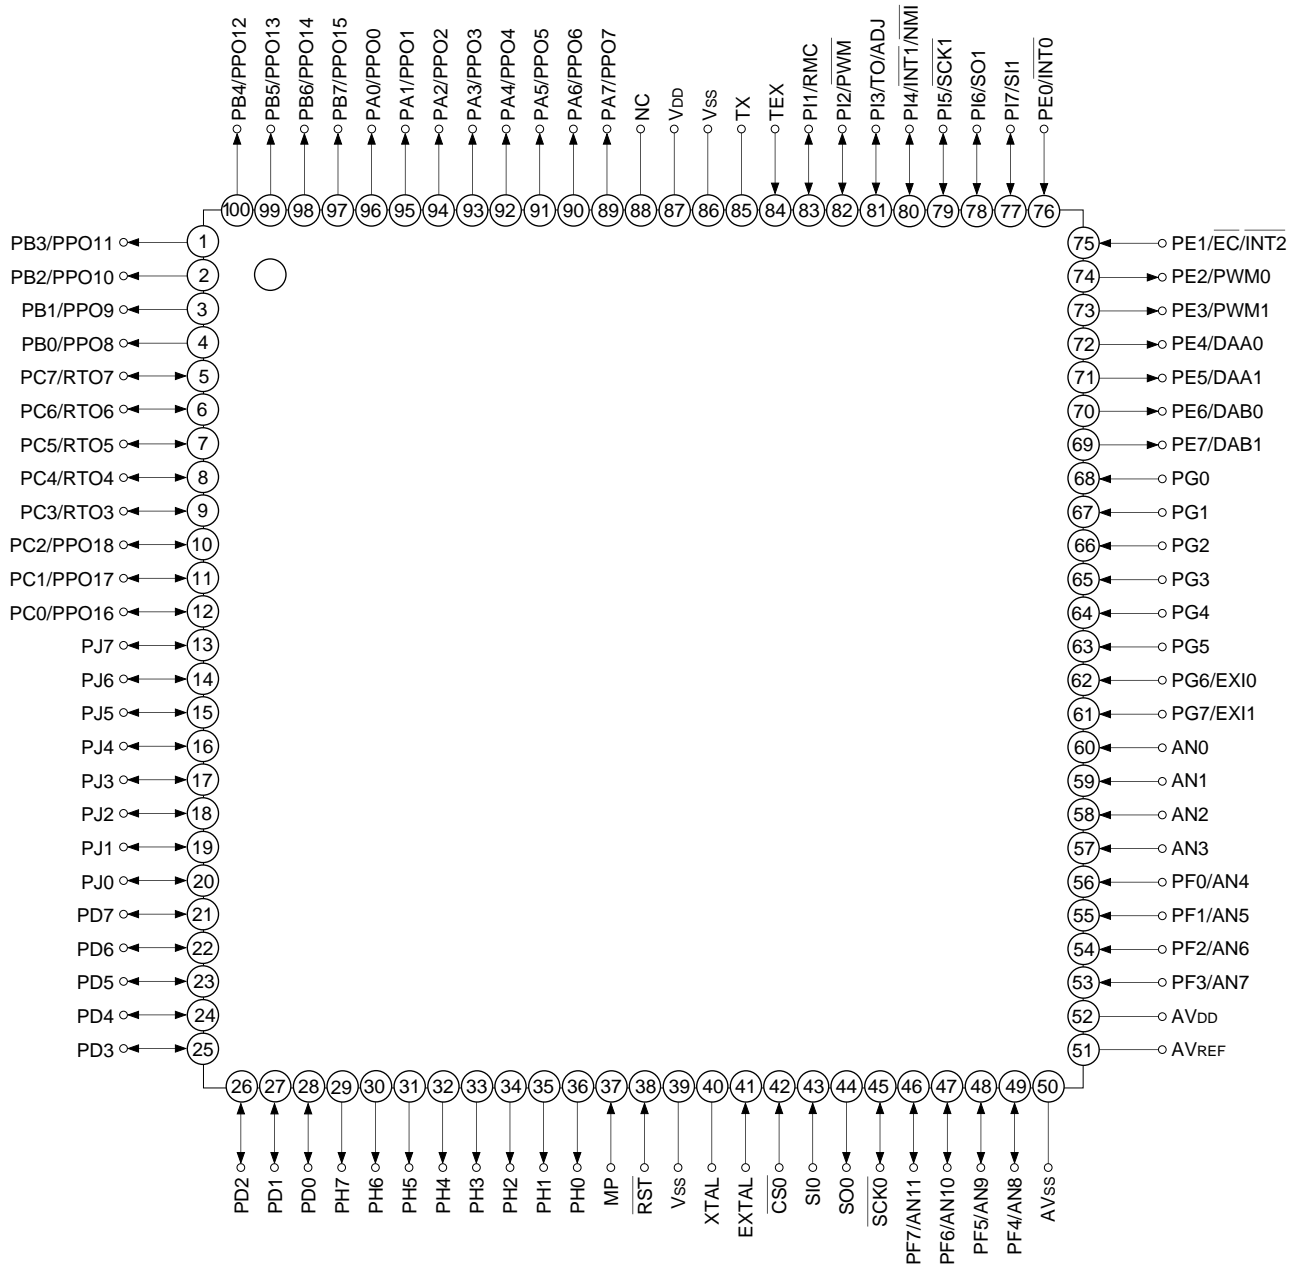 PB4/PPO12
PB5/PPO13
PB6/PPO14
PB7/PPO15
PA0/PPO0
PA1/PPO1
PA2/PPO2
PA3/PPO3
PA4/PPO4
PA5/PPO5
PA6/PPO6
PA7/PPO7
NC
VDD
VSS
TX
TEX
PI1/RMC
PI2/PWM
PI3/TO/ADJ
PI4/INT1/NMI
PI5/SCK1
PI6/SO1
PI7/SI1
PE0/INT0
100 99 98 97 96 95 94 93 92 91 90 89 88 87 86 85 84 83 82 81 80 79 78 77 76
PB3/PPO11 1
PB2/PPO10 2
PB1/PPO9 3
PB0/PPO8 4
PC7/RTO7 5
PC6/RTO6 6
PC5/RTO5 7
PC4/RTO4 8
PC3/RTO3 9
PC2/PPO18 10
PC1/PPO17 11
PC0/PPO16 12
PJ7 13
PJ6 14
PJ5 15
PJ4 16
PJ3 17
PJ2 18
PJ1 19
PJ0 20
PD7 21
PD6 22
PD5 23
PD4 24
PD3 25
75 PE1/EC/INT2
74 PE2/PWM0
73 PE3/PWM1
72 PE4/DAA0
71 PE5/DAA1
70 PE6/DAB0
69 PE7/DAB1
68 PG0
67 PG1
66 PG2
65 PG3
64 PG4
63 PG5
62 PG6/EXI0
61 PG7/EXI1
60 AN0
59 AN1
58 AN2
57 AN3
56 PF0/AN4
55 PF1/AN5
54 PF2/AN6
53 PF3/AN7
52 AVDD
51 AVREF
26 27 28 29 30 31 32 33 34 35 36 37 38 39 40 41 42 43 44 45 46 47 48 49 50
PD2
PD1
PD0
PH7
PH6
PH5
PH4
PH3
PH2
PH1
PH0
MP
RST
VSS
XTAL
EXTAL
CS0
SI0
SO0
SCK0
PF7/AN11
PF6/AN10
PF5/AN9
PF4/AN8
AVSS